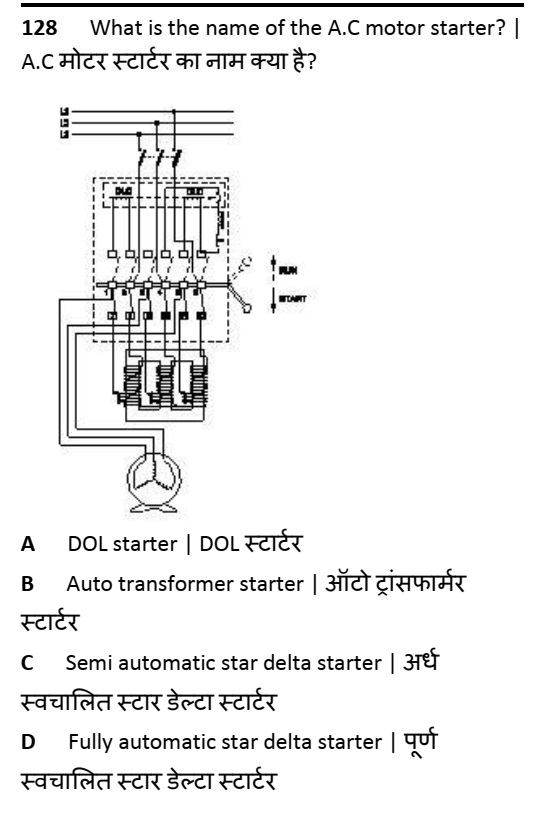 128 What is the name of the A.C motor starter? |
A.C मोटर स्टार्टर का नाम क्या है?
L1
L2
L3
OLC OLC
RUN
START
A DOL starter | DOL स्टार्टर
B Auto transformer starter | ऑटो ट्रांसफार्मर
स्टार्टर
C Semi automatic star delta starter | अर्ध
स्वचालित स्टार डेल्टा स्टार्टर
D Fully automatic star delta starter | पूर्ण
स्वचालित स्टार डेल्टा स्टार्टर